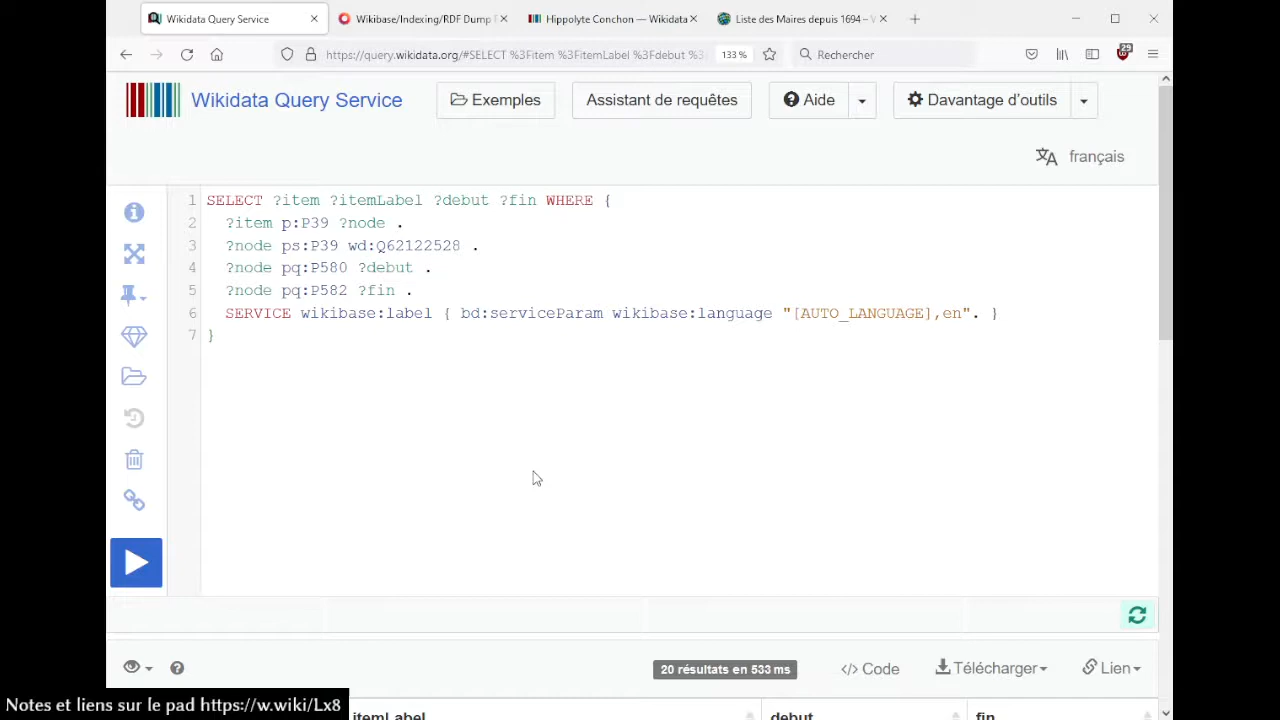 Wikidata Query Service
Wikibase/Indexing/RDF Dump
Hippolyte Conchon — Wikidata
Liste des Maires depuis 1694 – V
https://query.wikidata.org/#SELECT %3Fitem %3FitemLabel %3Fdebut %3
133 %
Rechercher
29
Wikidata Query Service
Exemples
Assistant de requêtes
Aide
Davantage d’outils
français
1 SELECT ?item ?itemLabel ?debut ?fin WHERE {
2 ?item p:P39 ?node .
3 ?node ps:P39 wd:Q62122528 .
4 ?node pq:P580 ?debut .
5 ?node pq:P582 ?fin .
6 SERVICE wikibase:label { bd:serviceParam wikibase:language "[AUTO_LANGUAGE],en". }
7 }
20 résultats en 533 ms
</> Code
Télécharger
Lien
Notes et liens sur le pad https://w.wiki/Lx8
itemLabel
debut
fin